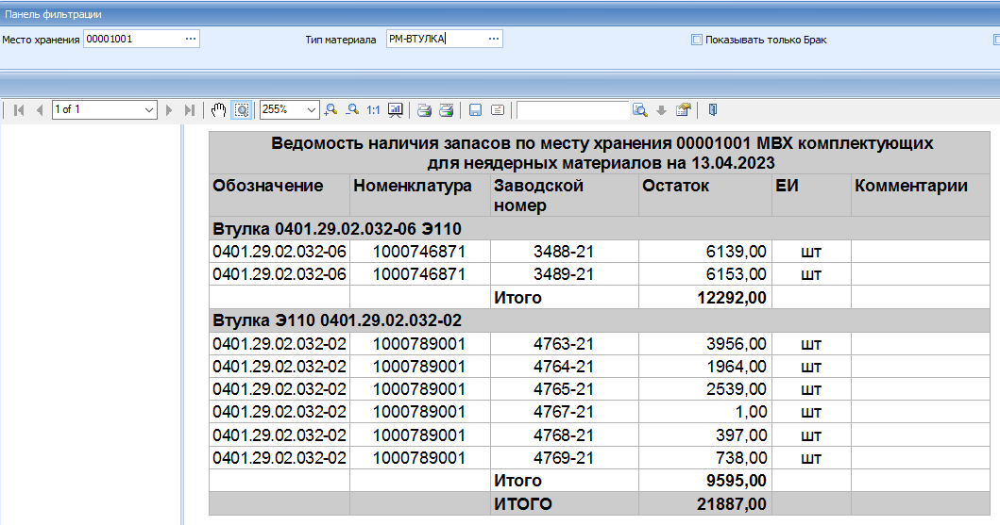 Панель фильтрации
Место хранения 00001001 ... Тип материала РМ-ВТУЛКА ... Показывать только Брак
1 of 1 255% 1:1
Ведомость наличия запасов по месту хранения 00001001 МВХ комплектующих
для неядерных материалов на 13.04.2023
Обозначение Номенклатура Заводской номер Остаток ЕИ Комментарии
Втулка 0401.29.02.032-06 Э110
0401.29.02.032-06 1000746871 3488-21 6139,00 шт
0401.29.02.032-06 1000746871 3489-21 6153,00 шт
Итого 12292,00
Втулка Э110 0401.29.02.032-02
0401.29.02.032-02 1000789001 4763-21 3956,00 шт
0401.29.02.032-02 1000789001 4764-21 1964,00 шт
0401.29.02.032-02 1000789001 4765-21 2539,00 шт
0401.29.02.032-02 1000789001 4767-21 1,00 шт
0401.29.02.032-02 1000789001 4768-21 397,00 шт
0401.29.02.032-02 1000789001 4769-21 738,00 шт
Итого 9595,00
ИТОГО 21887,00